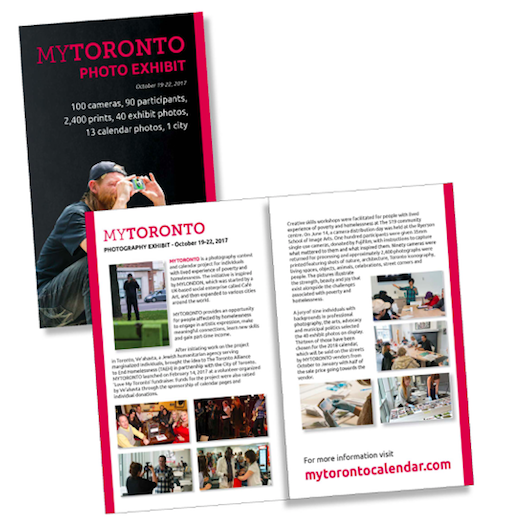 MYTORONTO
PHOTO EXHIBIT
October 19-22, 2017
100 cameras, 90 participants,
2,400 prints, 40 exhibit photos,
13 calendar photos, 1 city
MYTORONTO
PHOTOGRAPHY EXHIBIT - October 19-22, 2017
MYTORONTO is a photography contest
and calendar project for individuals
with lived experience of poverty and
homelessness. The initiative is inspired
by MYLONDON, which was started by a
UK-based social enterprise called Café
Art, and then expanded to various cities
around the world.
MYTORONTO provides an opportunity
for people affected by homelessness
to engage in artistic expression, make
meaningful connections, learn new skills
and gain part-time income.
After initiating work on the project
in Toronto, Ve'ahavta, a Jewish humanitarian agency serving
marginalized individuals, brought the idea to The Toronto Alliance
to End Homelessness (TAEH) in partnership with the City of Toronto.
MYTORONTO launched on February 14, 2017 at a volunteer organized
'Love My Toronto' fundraiser. Funds for the project were also raised
by Ve'ahavta through the sponsorship of calendar pages and
individual donations.
Creative skills workshops were facilitated for people with lived
experience of poverty and homelessness at The 519 community
centre. On June 14, a camera distribution day was held at the Ryerson
School of Image Arts. One hundred participants were given 35mm
single-use cameras, donated by Fujifilm, with instructions to capture
what mattered to them and what inspired them. Ninety cameras were
returned for processing and approximately 2,400 photographs were
printed featuring shots of nature, architecture, Toronto iconography,
living spaces, objects, animals, celebrations, street corners and
people. The pictures illustrate
the strength, beauty and joy that
exist alongside the challenges
associated with poverty and
homelessness.
A jury of nine individuals with
backgrounds in professional
photography, the arts, advocacy
and municipal politics selected
the 40 exhibit photos on display.
Thirteen of those have been
chosen for the 2018 calendar,
which will be sold on the streets
by MYTORONTO vendors from
October to January with half of
the sale price going towards the
vendor.
For more information visit
mytorontocalendar.com